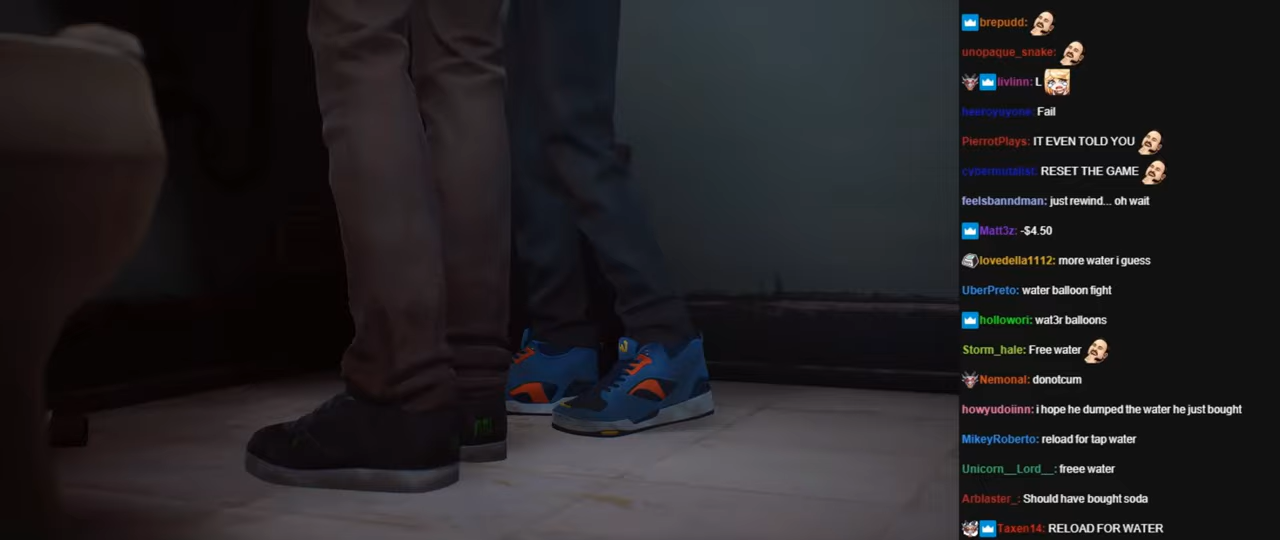 brepudd:
unopaque_snake:
livlinn: L
heeroyuyone: Fail
PierrotPlays: IT EVEN TOLD YOU
RESET THE GAME
feelsbanndman: just rewind... oh wait
Matt3z: -$4.50
lovedella1112: more water i guess
UberPreto: water balloon fight
hollowori: wat3r balloons
Storm_hale: Free water
Nemonal: donotcum
howyudoiinn: i hope he dumped the water he just bought
MikeyRoberto: reload for tap water
Unicorn__Lord__: freee water
Arblaster_: Should have bought soda
Taxen14: RELOAD FOR WATER